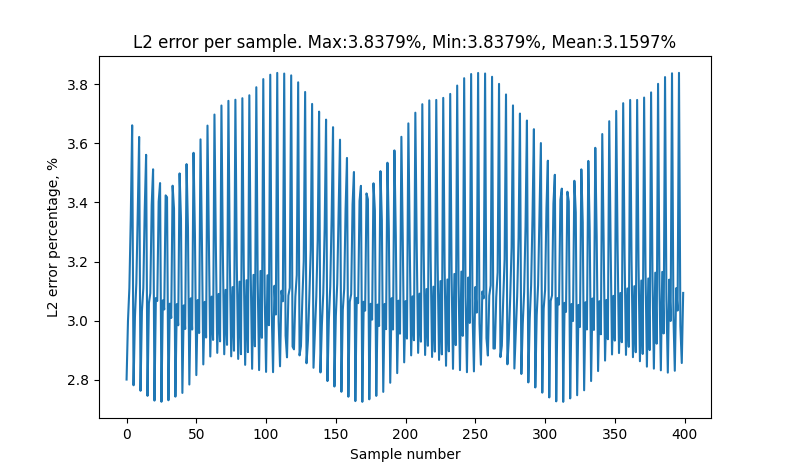 L2 error per sample. Max:3.8379%, Min:3.8379%, Mean:3.1597%
3.8
3.6
3.4
3.2
3.0
2.8
L2 error percentage, %
0 50 100 150 200 250 300 350 400
Sample number